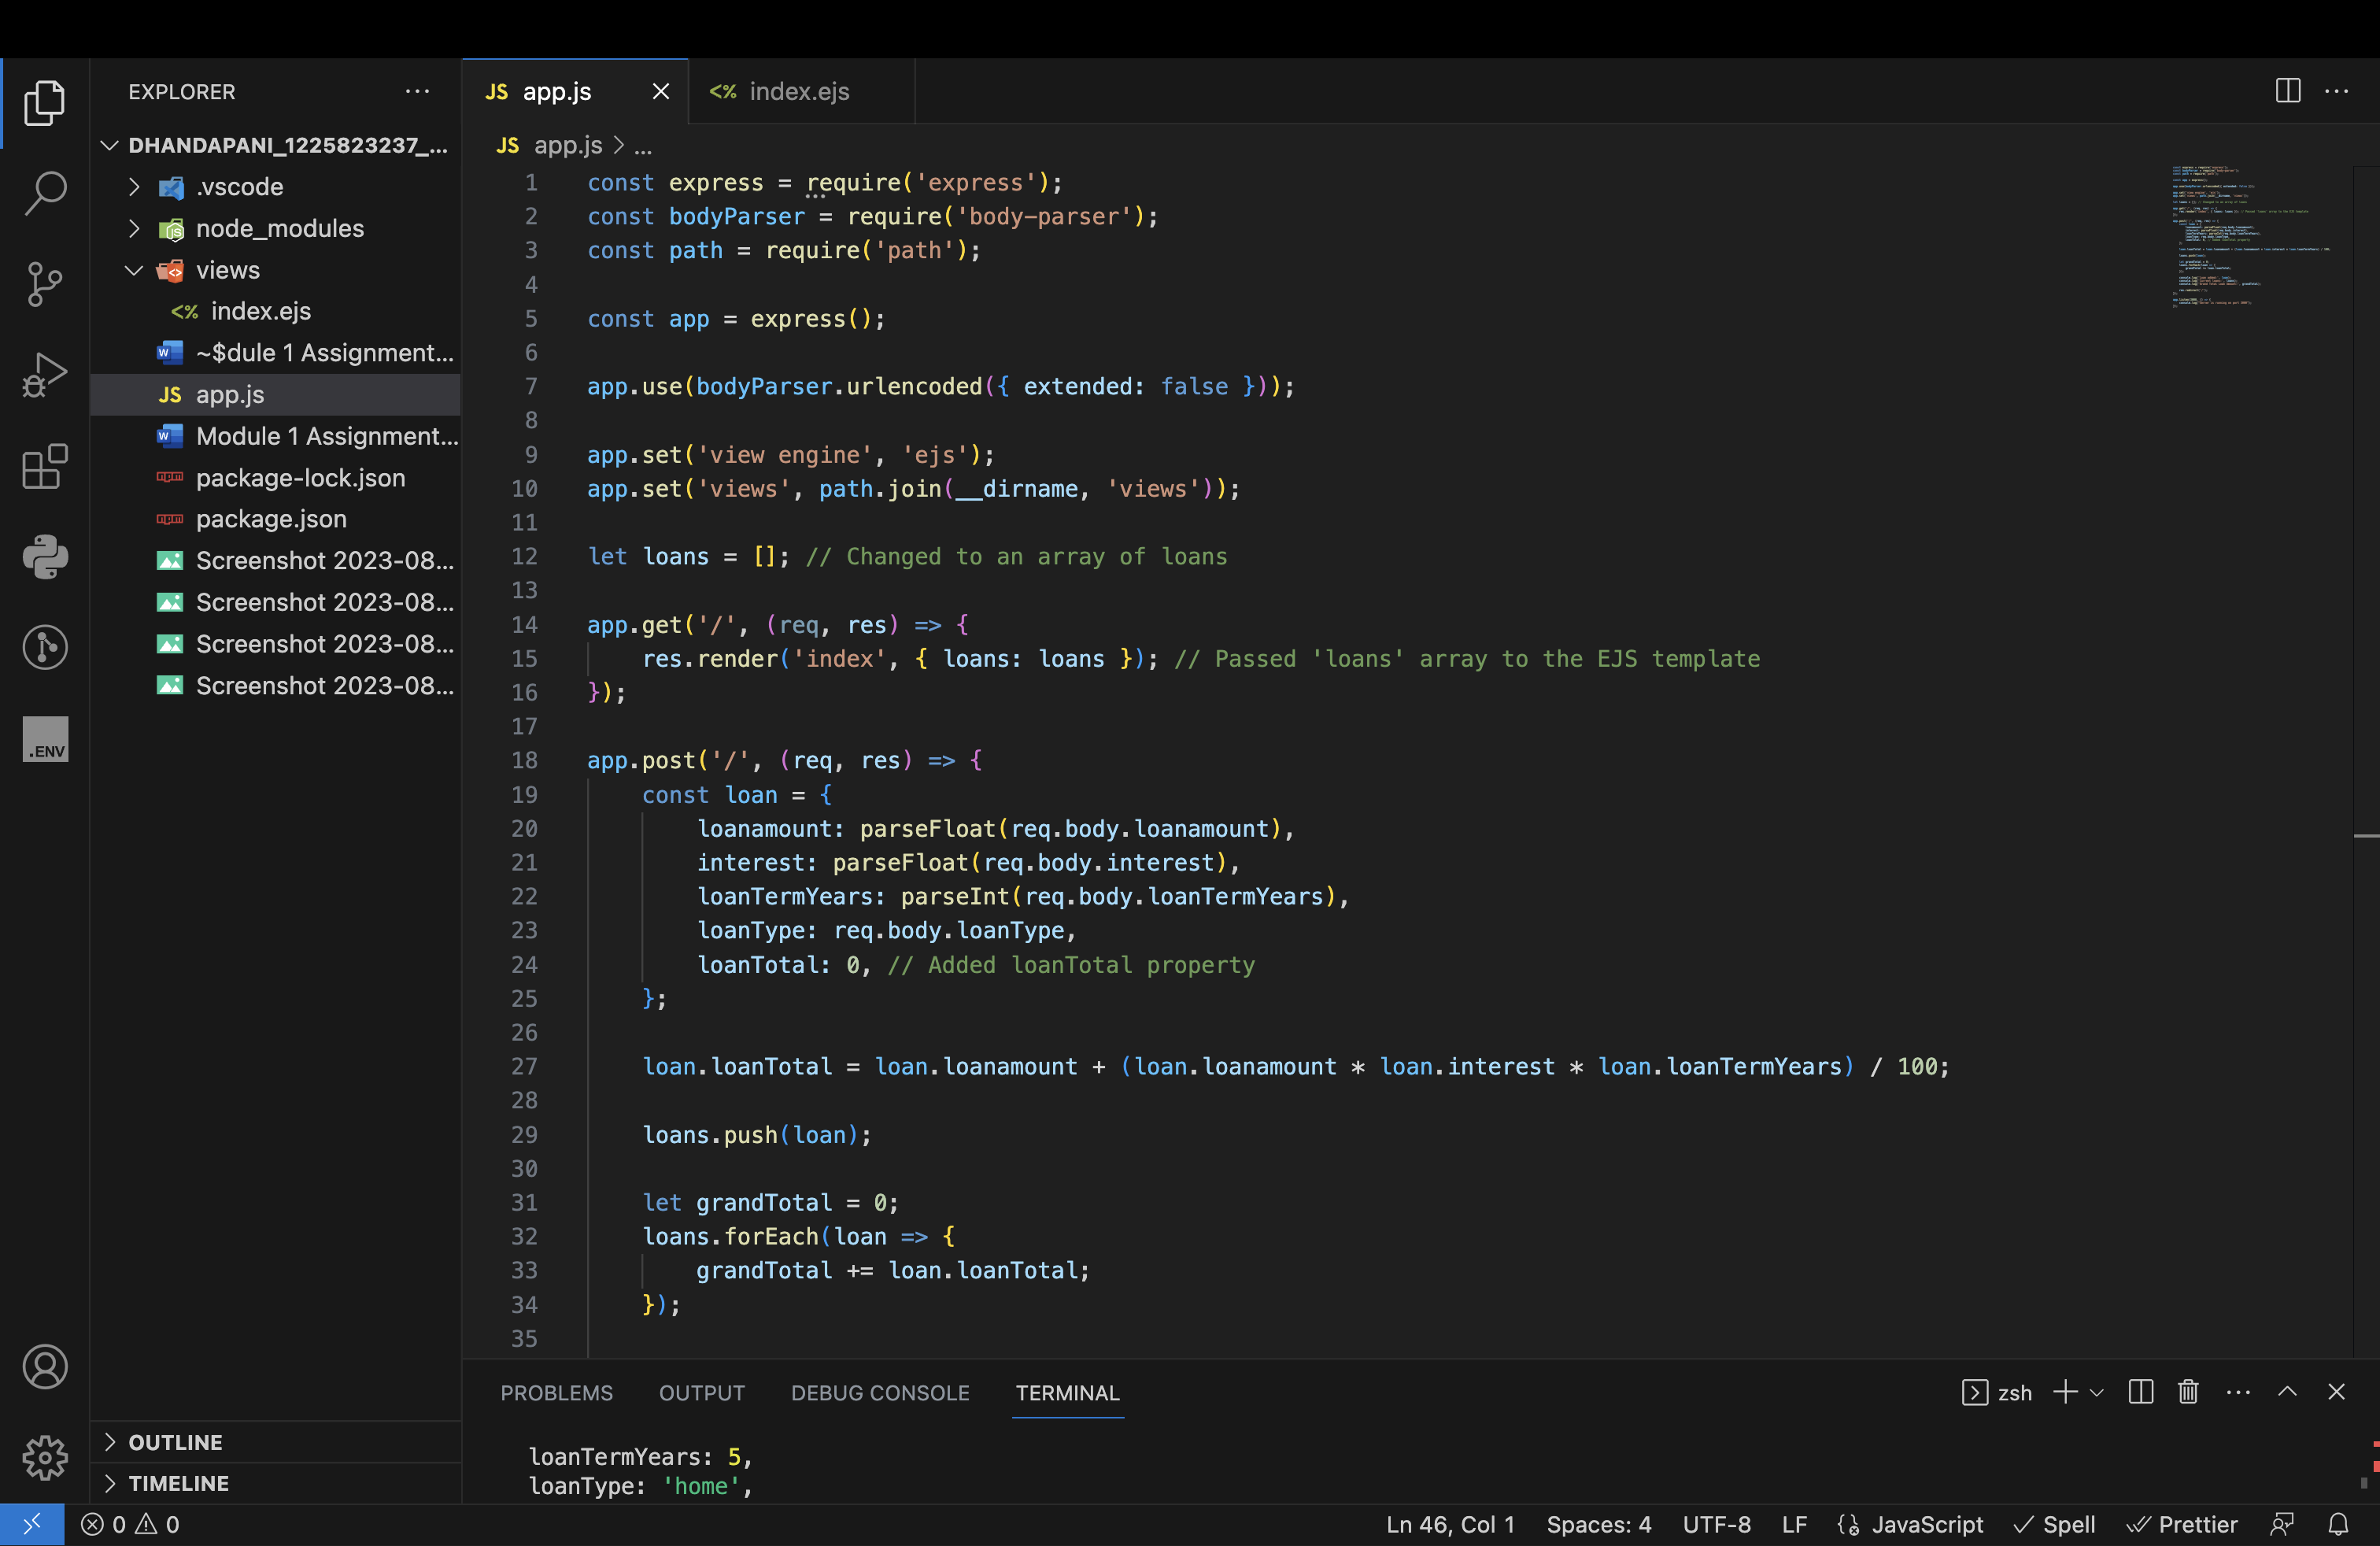 EXPLORER
DHANDAPANI_1225823237_...
.vscode
node_modules
views
<% index.ejs
~$dule 1 Assignment...
JS app.js
Module 1 Assignment...
package-lock.json
package.json
Screenshot 2023-08...
Screenshot 2023-08...
Screenshot 2023-08...
Screenshot 2023-08...
.ENV
OUTLINE
TIMELINE
JS app.js
<% index.ejs
JS app.js > ...
1 const express = require('express');
2 const bodyParser = require('body-parser');
3 const path = require('path');
4
5 const app = express();
6
7 app.use(bodyParser.urlencoded({ extended: false }));
8
9 app.set('view engine', 'ejs');
10 app.set('views', path.join(__dirname, 'views'));
11
12 let loans = []; // Changed to an array of loans
13
14 app.get('/', (req, res) => {
15     res.render('index', { loans: loans }); // Passed 'loans' array to the EJS template
16 });
17
18 app.post('/', (req, res) => {
19     const loan = {
20         loanamount: parseFloat(req.body.loanamount),
21         interest: parseFloat(req.body.interest),
22         loanTermYears: parseInt(req.body.loanTermYears),
23         loanType: req.body.loanType,
24         loanTotal: 0, // Added loanTotal property
25     };
26
27     loan.loanTotal = loan.loanamount + (loan.loanamount * loan.interest * loan.loanTermYears) / 100;
28
29     loans.push(loan);
30
31     let grandTotal = 0;
32     loans.forEach(loan => {
33         grandTotal += loan.loanTotal;
34     });
35
PROBLEMS OUTPUT DEBUG CONSOLE TERMINAL
zsh
loanTermYears: 5,
loanType: 'home',
0 0
Ln 46, Col 1 Spaces: 4 UTF-8 LF JavaScript Spell Prettier